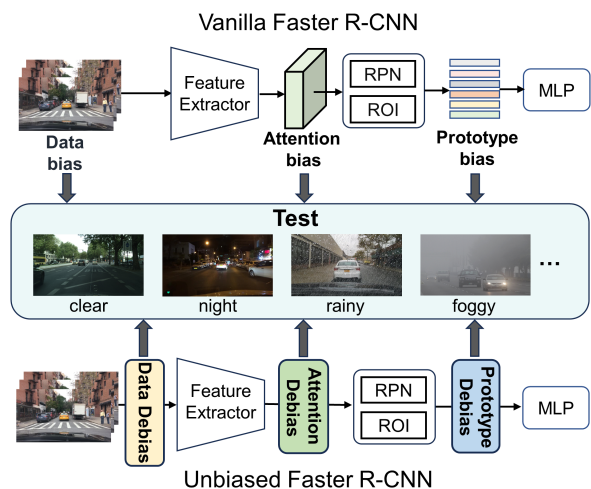 Vanilla Faster R-CNN
Feature
Extractor
RPN
ROI
MLP
Data
bias
Attention
bias
Prototype
bias
Test
clear
night
rainy
foggy
...
Data Debias
Feature
Extractor
Attention
Debias
RPN
ROI
Prototype
Debias
MLP
Unbiased Faster R-CNN